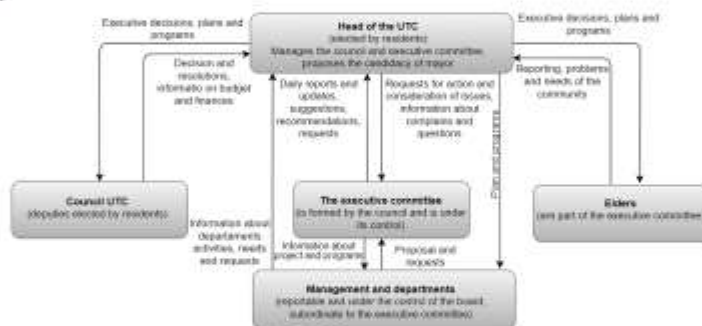 Executive decisions, plans and
programs
Head of the UTC
(elected by residents)
Manages the council and executive committee,
proposes the candidacy of mayor
Executive decisions, plans and
programs
Decision and
resolutions,
informatio on budget
and finances
Daily reports and
updates,
suggestions,
recommendations,
requests
Requests for action and
consideration of issues,
information about
complaints and
questions
Plan and programs
Reporting, problems
and needs of the
community
Council UTC
(deputies elected by residents)
The executive committee
(is formed by the council and is under
its control)
Elders
(are part of the executive committee)
Information about
departaments
activities, needs
and requests
Information about
project and programs
Proposal and
requests
Management and departments
(reportable and under the control of the board,
subordinate to the executive committee)